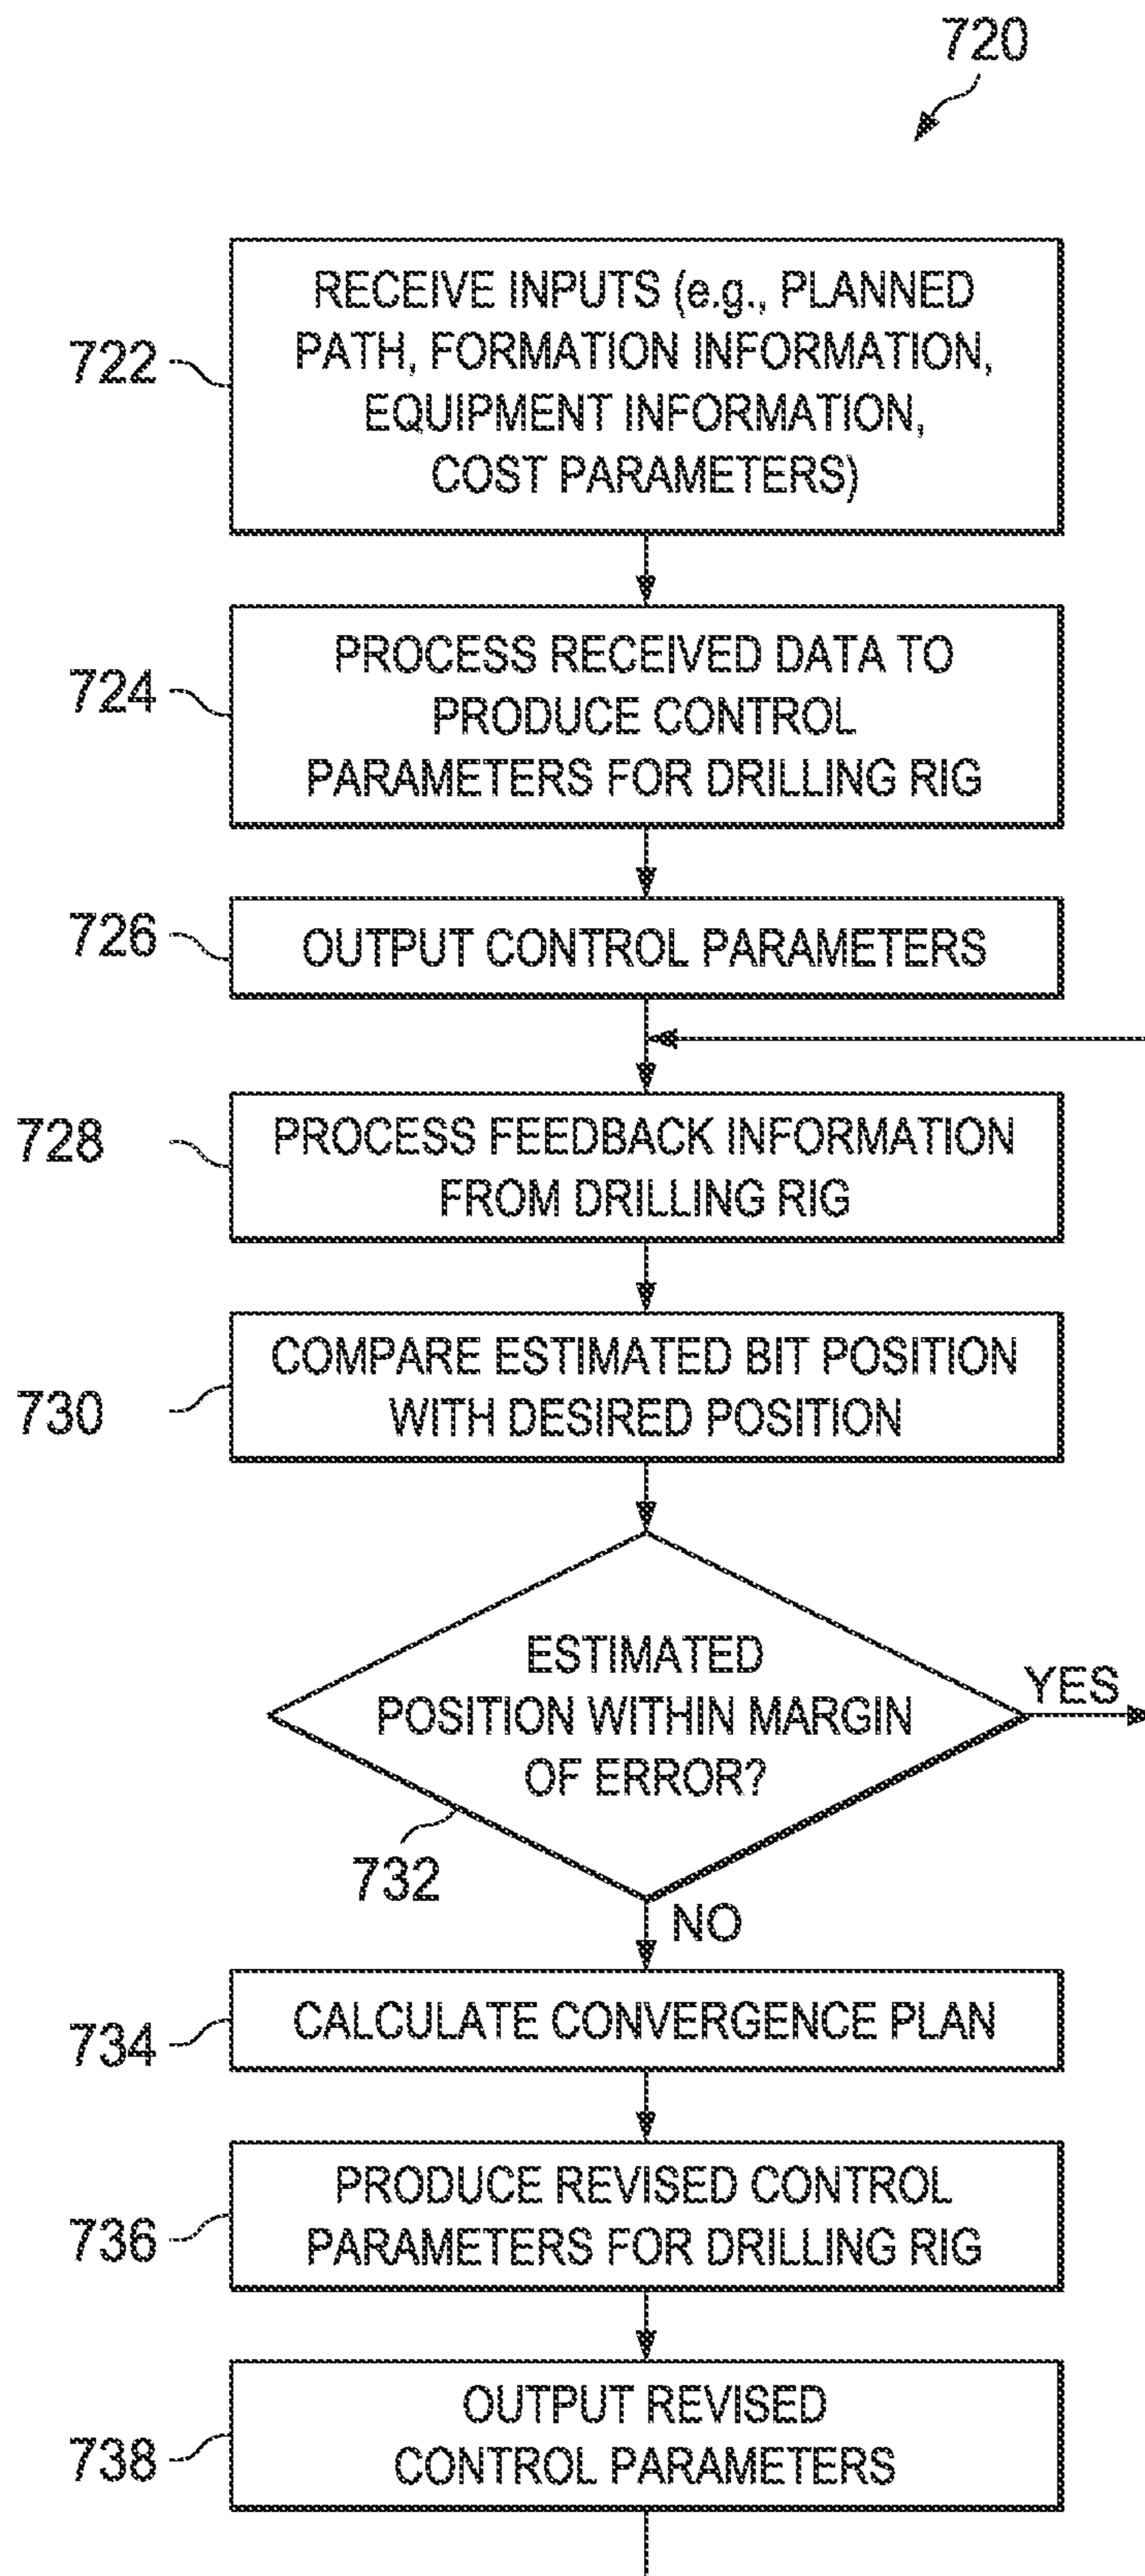 720
722
RECEIVE INPUTS (e.g., PLANNED
PATH, FORMATION INFORMATION,
EQUIPMENT INFORMATION,
COST PARAMETERS)
724
PROCESS RECEIVED DATA TO
PRODUCE CONTROL
PARAMETERS FOR DRILLING RIG
726
OUTPUT CONTROL PARAMETERS
728
PROCESS FEEDBACK INFORMATION
FROM DRILLING RIG
730
COMPARE ESTIMATED BIT POSITION
WITH DESIRED POSITION
ESTIMATED
POSITION WITHIN MARGIN
OF ERROR?
YES
732
NO
734
CALCULATE CONVERGENCE PLAN
736
PRODUCE REVISED CONTROL
PARAMETERS FOR DRILLING RIG
738
OUTPUT REVISED
CONTROL PARAMETERS